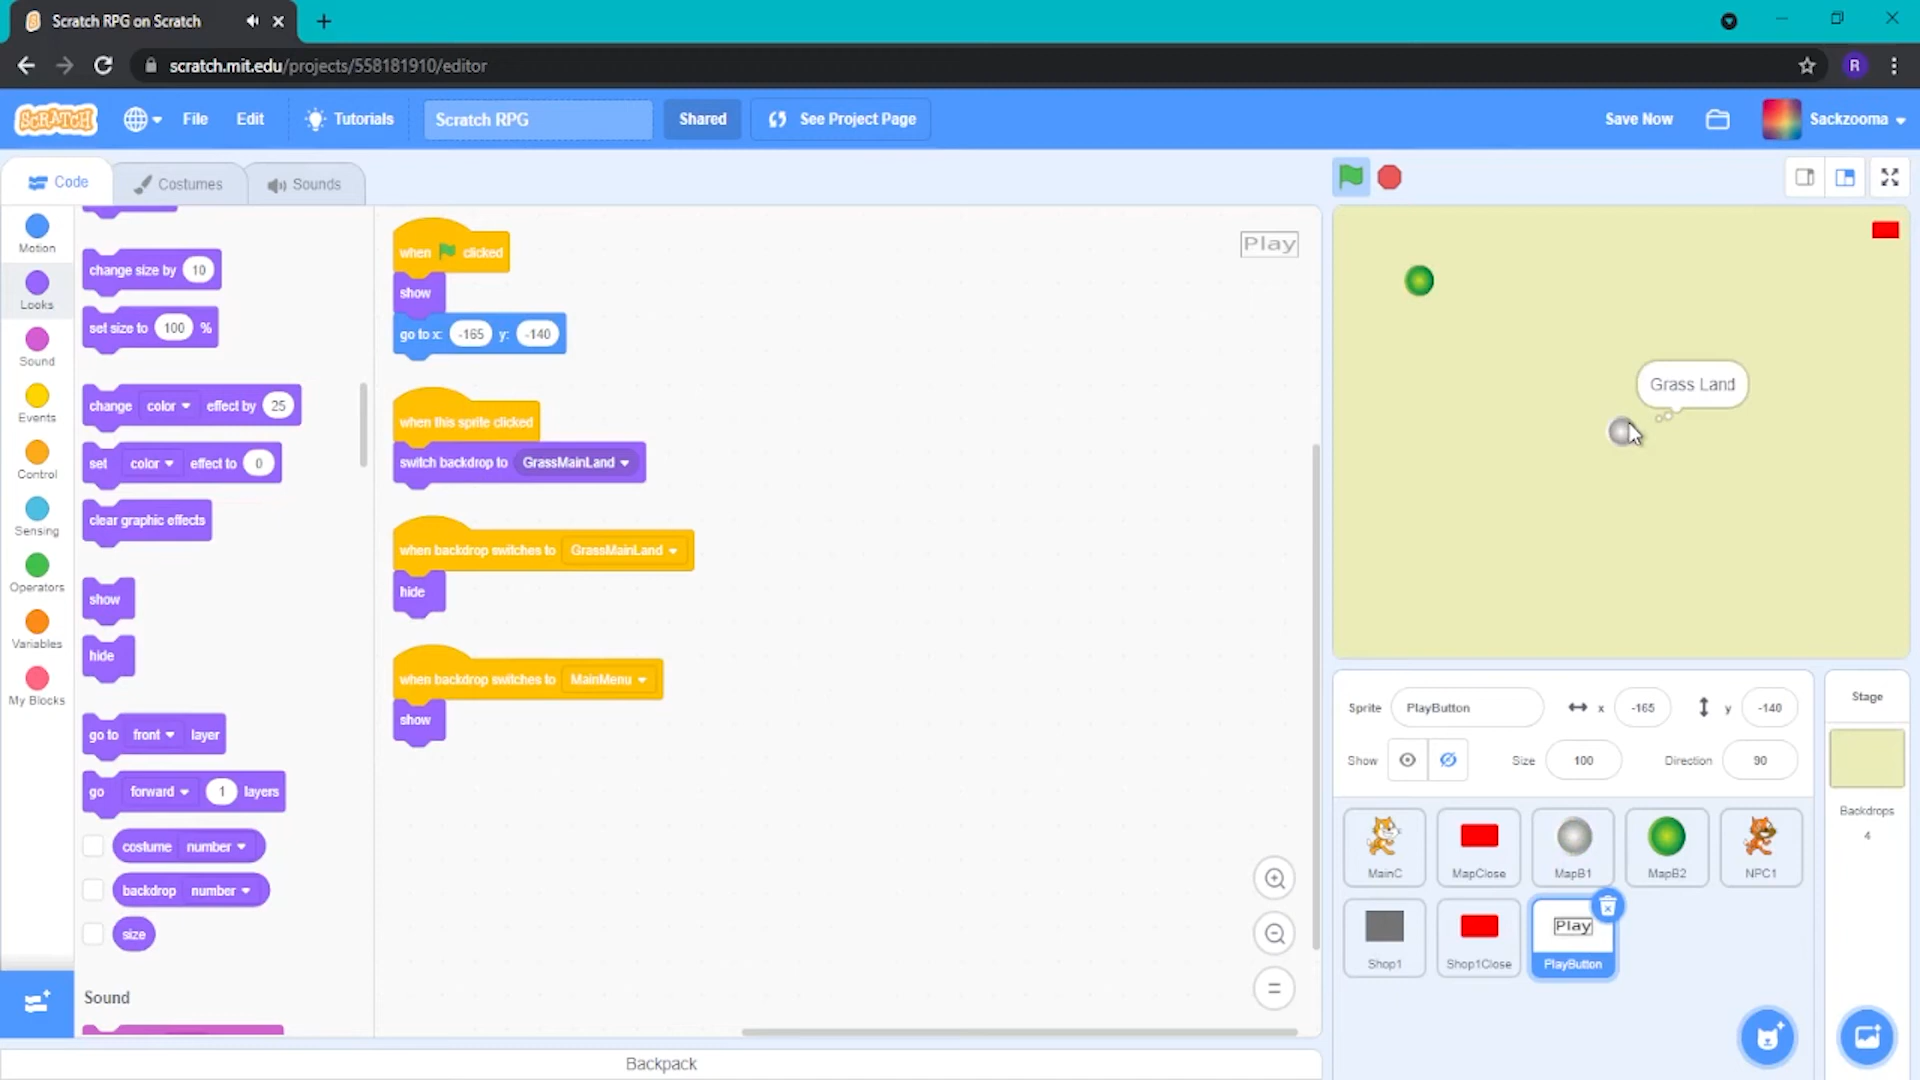 Scratch RPG on Scratch
scratch.mit.edu/projects/558181910/editor
R
SCRATCH
File
Edit
Tutorials
Scratch RPG
Shared
See Project Page
Save Now
Sackzooma
Code
Costumes
Sounds
Motion
Looks
Sound
Events
Control
Sensing
Operators
Variables
My Blocks
change size by 10
set size to 100 %
change color effect by 25
set color effect to 0
clear graphic effects
show
hide
go to front layer
go forward 1 layers
costume number
backdrop number
size
Sound
when clicked
show
go to x: -165 y: -140
when this sprite clicked
switch backdrop to GrassMainLand
when backdrop switches to GrassMainLand
hide
when backdrop switches to MainMenu
show
Play
Backpack
Grass Land
Sprite PlayButton x -165 y -140
Show Size 100 Direction 90
MainC
MapClose
MapB1
MapB2
NPC1
Shop1
Shop1Close
Play
PlayButton
Stage
Backdrops
4